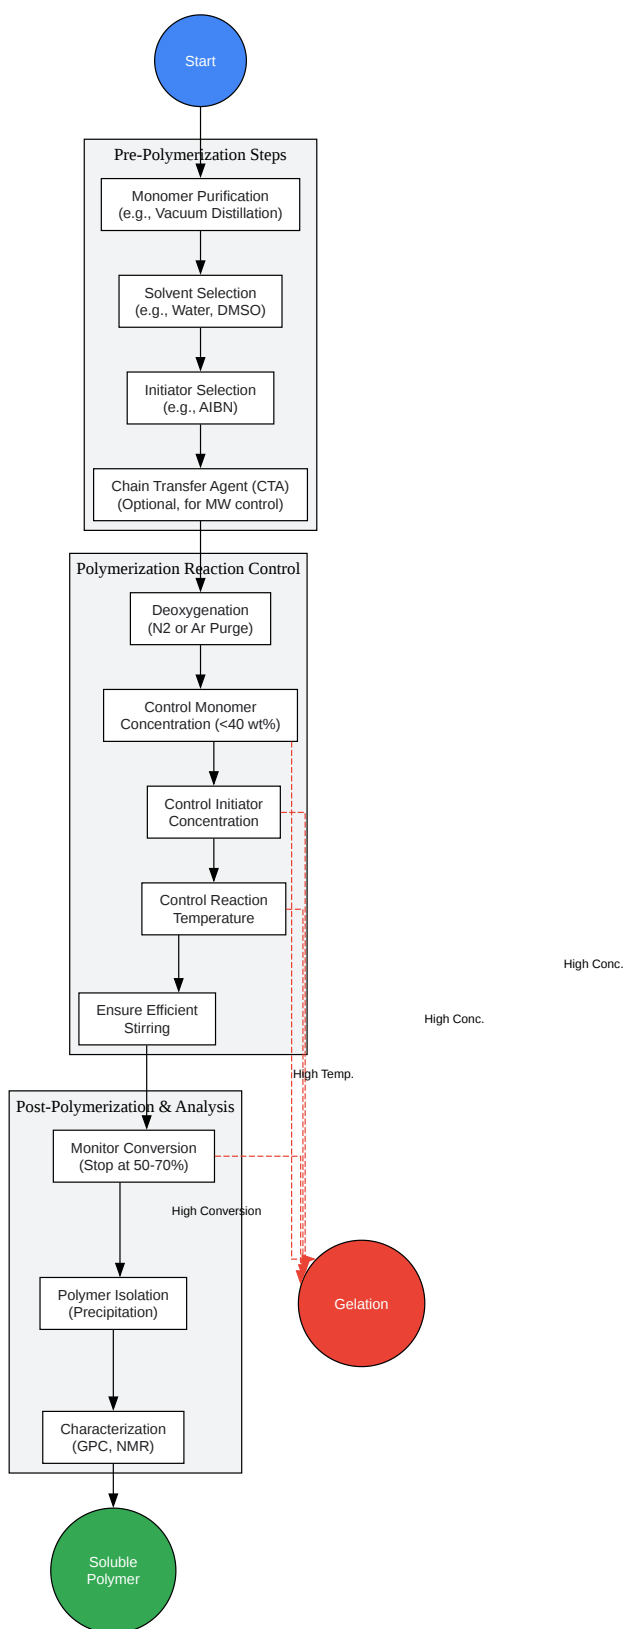 Start
Pre-Polymerization Steps
Monomer Purification
(e.g., Vacuum Distillation)
Solvent Selection
(e.g., Water, DMSO)
Initiator Selection
(e.g., AIBN)
Chain Transfer Agent (CTA)
(Optional, for MW control)
Polymerization Reaction Control
Deoxygenation
(N2 or Ar Purge)
Control Monomer
Concentration (<40 wt%)
Control Initiator
Concentration
Control Reaction
Temperature
High Conc.
Ensure Efficient
Stirring
High Conc.
High Temp.
Post-Polymerization & Analysis
Monitor Conversion
(Stop at 50-70%)
High Conversion
Polymer Isolation
(Precipitation)
Gelation
Characterization
(GPC, NMR)
Soluble
Polymer